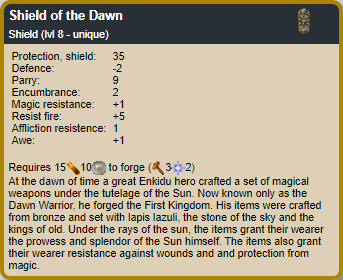 Shield of the Dawn
Shield (lvl 8 - unique)
Protection, shield: 35
Defence: -2
Parry: 9
Encumbrance: 2
Magic resistance: +1
Resist fire: +5
Affliction resistence: 1
Awe: +1
Requires 15 10 to forge ( 3 2)
At the dawn of time a great Enkidu hero crafted a set of magical
weapons under the tutelage of the Sun. Now known only as the
Dawn Warrior, he forged the First Kingdom. His items were crafted
from bronze and set with lapis lazuli, the stone of the sky and the
kings of old. Under the rays of the sun, the items grant their wearer
the prowess and splendor of the Sun himself. The items also grant
their wearer resistance against wounds and and protection from
magic.